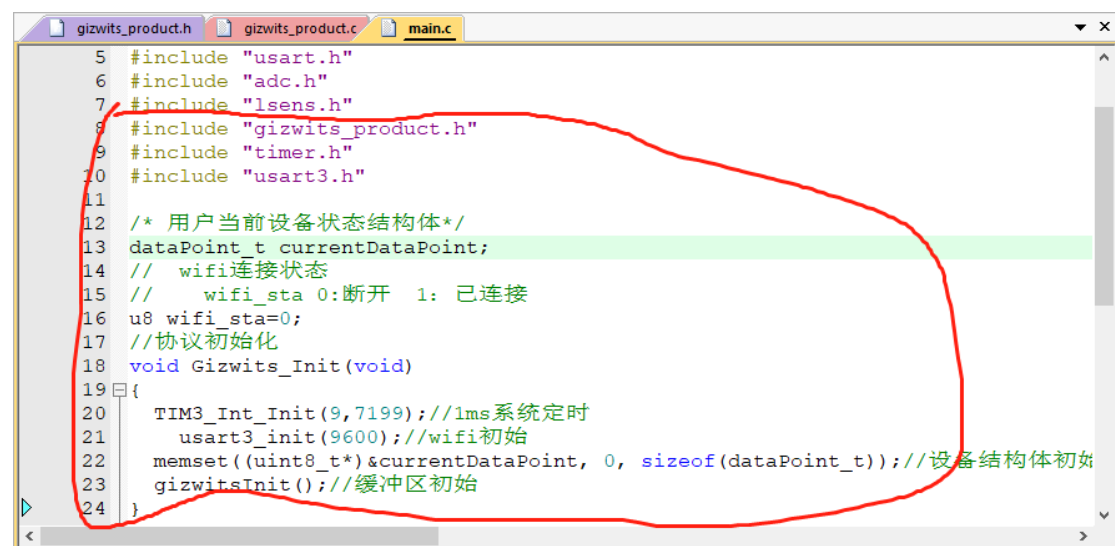 gizwits_product.h gizwits_product.c main.c
5 #include "usart.h"
6 #include "adc.h"
7 #include "lsens.h"
8 #include "gizwits_product.h"
9 #include "timer.h"
10 #include "usart3.h"
11
12 /* 用户当前设备状态结构体*/
13 dataPoint_t currentDataPoint;
14 // wifi连接状态
15 // wifi_sta 0:断开 1: 已连接
16 u8 wifi_sta=0;
17 //协议初始化
18 void Gizwits_Init(void)
19 {
20 TIM3_Int_Init(9,7199);//1ms系统定时
21 usart3_init(9600);//wifi初始
22 memset((uint8_t*)&currentDataPoint, 0, sizeof(dataPoint_t));//设备结构体初始
23 gizwitsInit();//缓冲区初始
24 }